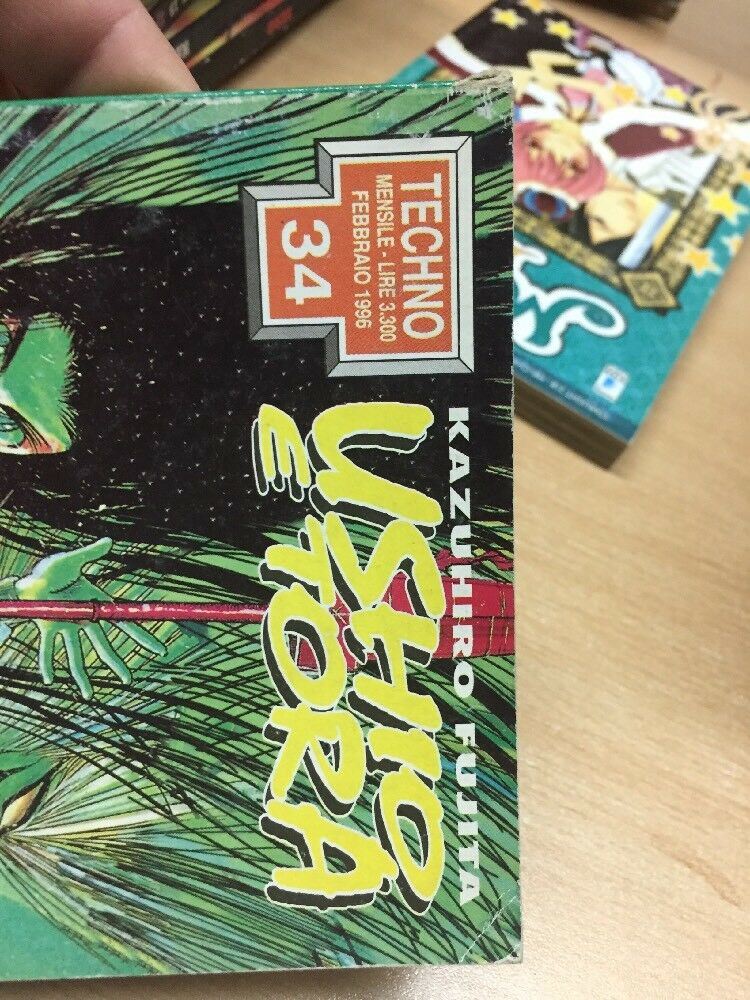 TECHNO
MENSILE - LIRE 3.300
FEBBRAIO 1996
34
KAZUHIRO FUJITA
USHIO
E TORA